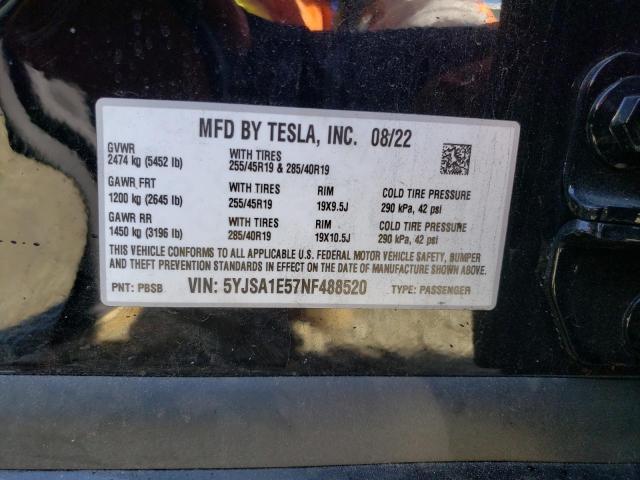 MFD BY TESLA, INC. 08/22
GVWR
2474 kg (5452 lb)
WITH TIRES
255/45R19 & 285/40R19
GAWR FRT
1200 kg (2645 lb)
WITH TIRES
255/45R19
RIM
19X9.5J
COLD TIRE PRESSURE
290 kPa, 42 psi
GAWR RR
1450 kg (3196 lb)
WITH TIRES
285/40R19
RIM
19X10.5J
COLD TIRE PRESSURE
290 kPa, 42 psi
THIS VEHICLE CONFORMS TO ALL APPLICABLE U.S. FEDERAL MOTOR VEHICLE SAFETY, BUMPER
AND THEFT PREVENTION STANDARDS IN EFFECT ON THE DATE OF MANUFACTURE SHOWN ABOVE.
PNT: PBSB VIN: 5YJSA1E57NF488520 TYPE: PASSENGER